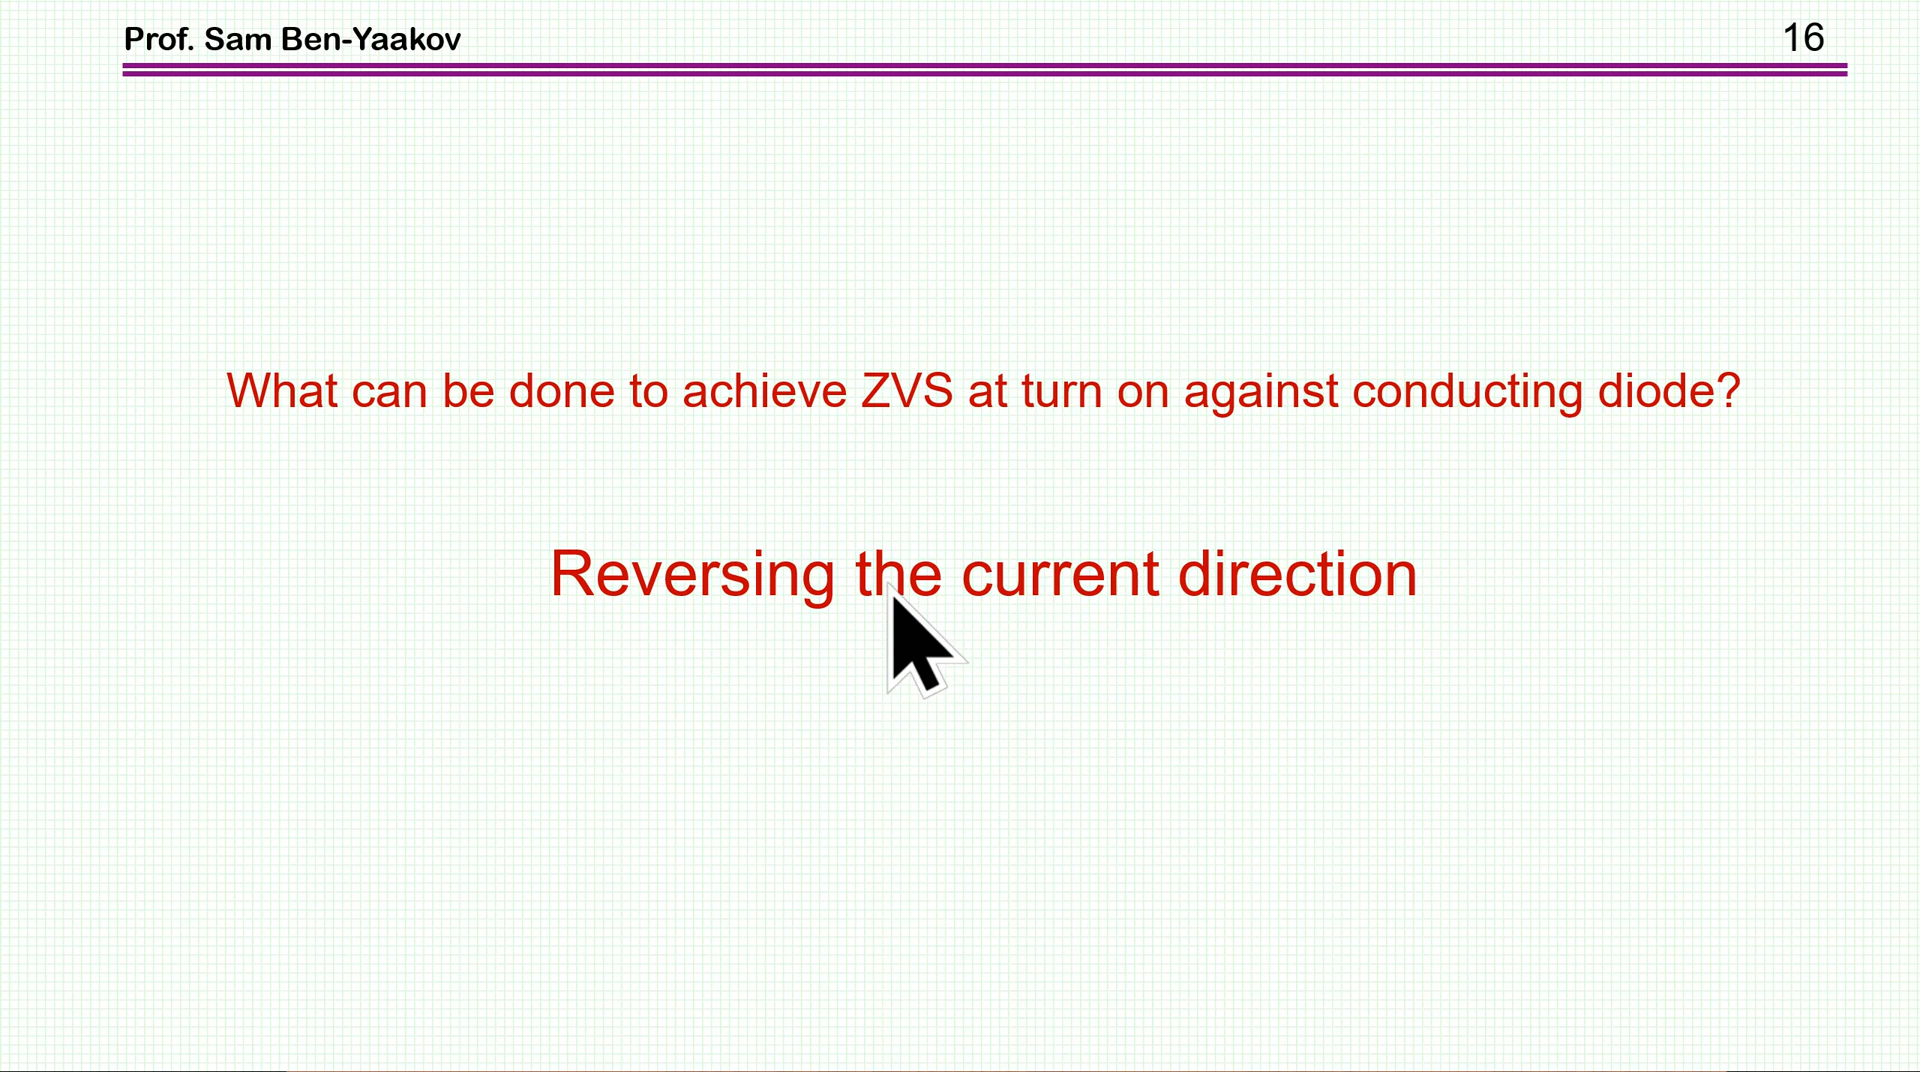 Prof. Sam Ben-Yaakov 16
What can be done to achieve ZVS at turn on against conducting diode?
Reversing the current direction